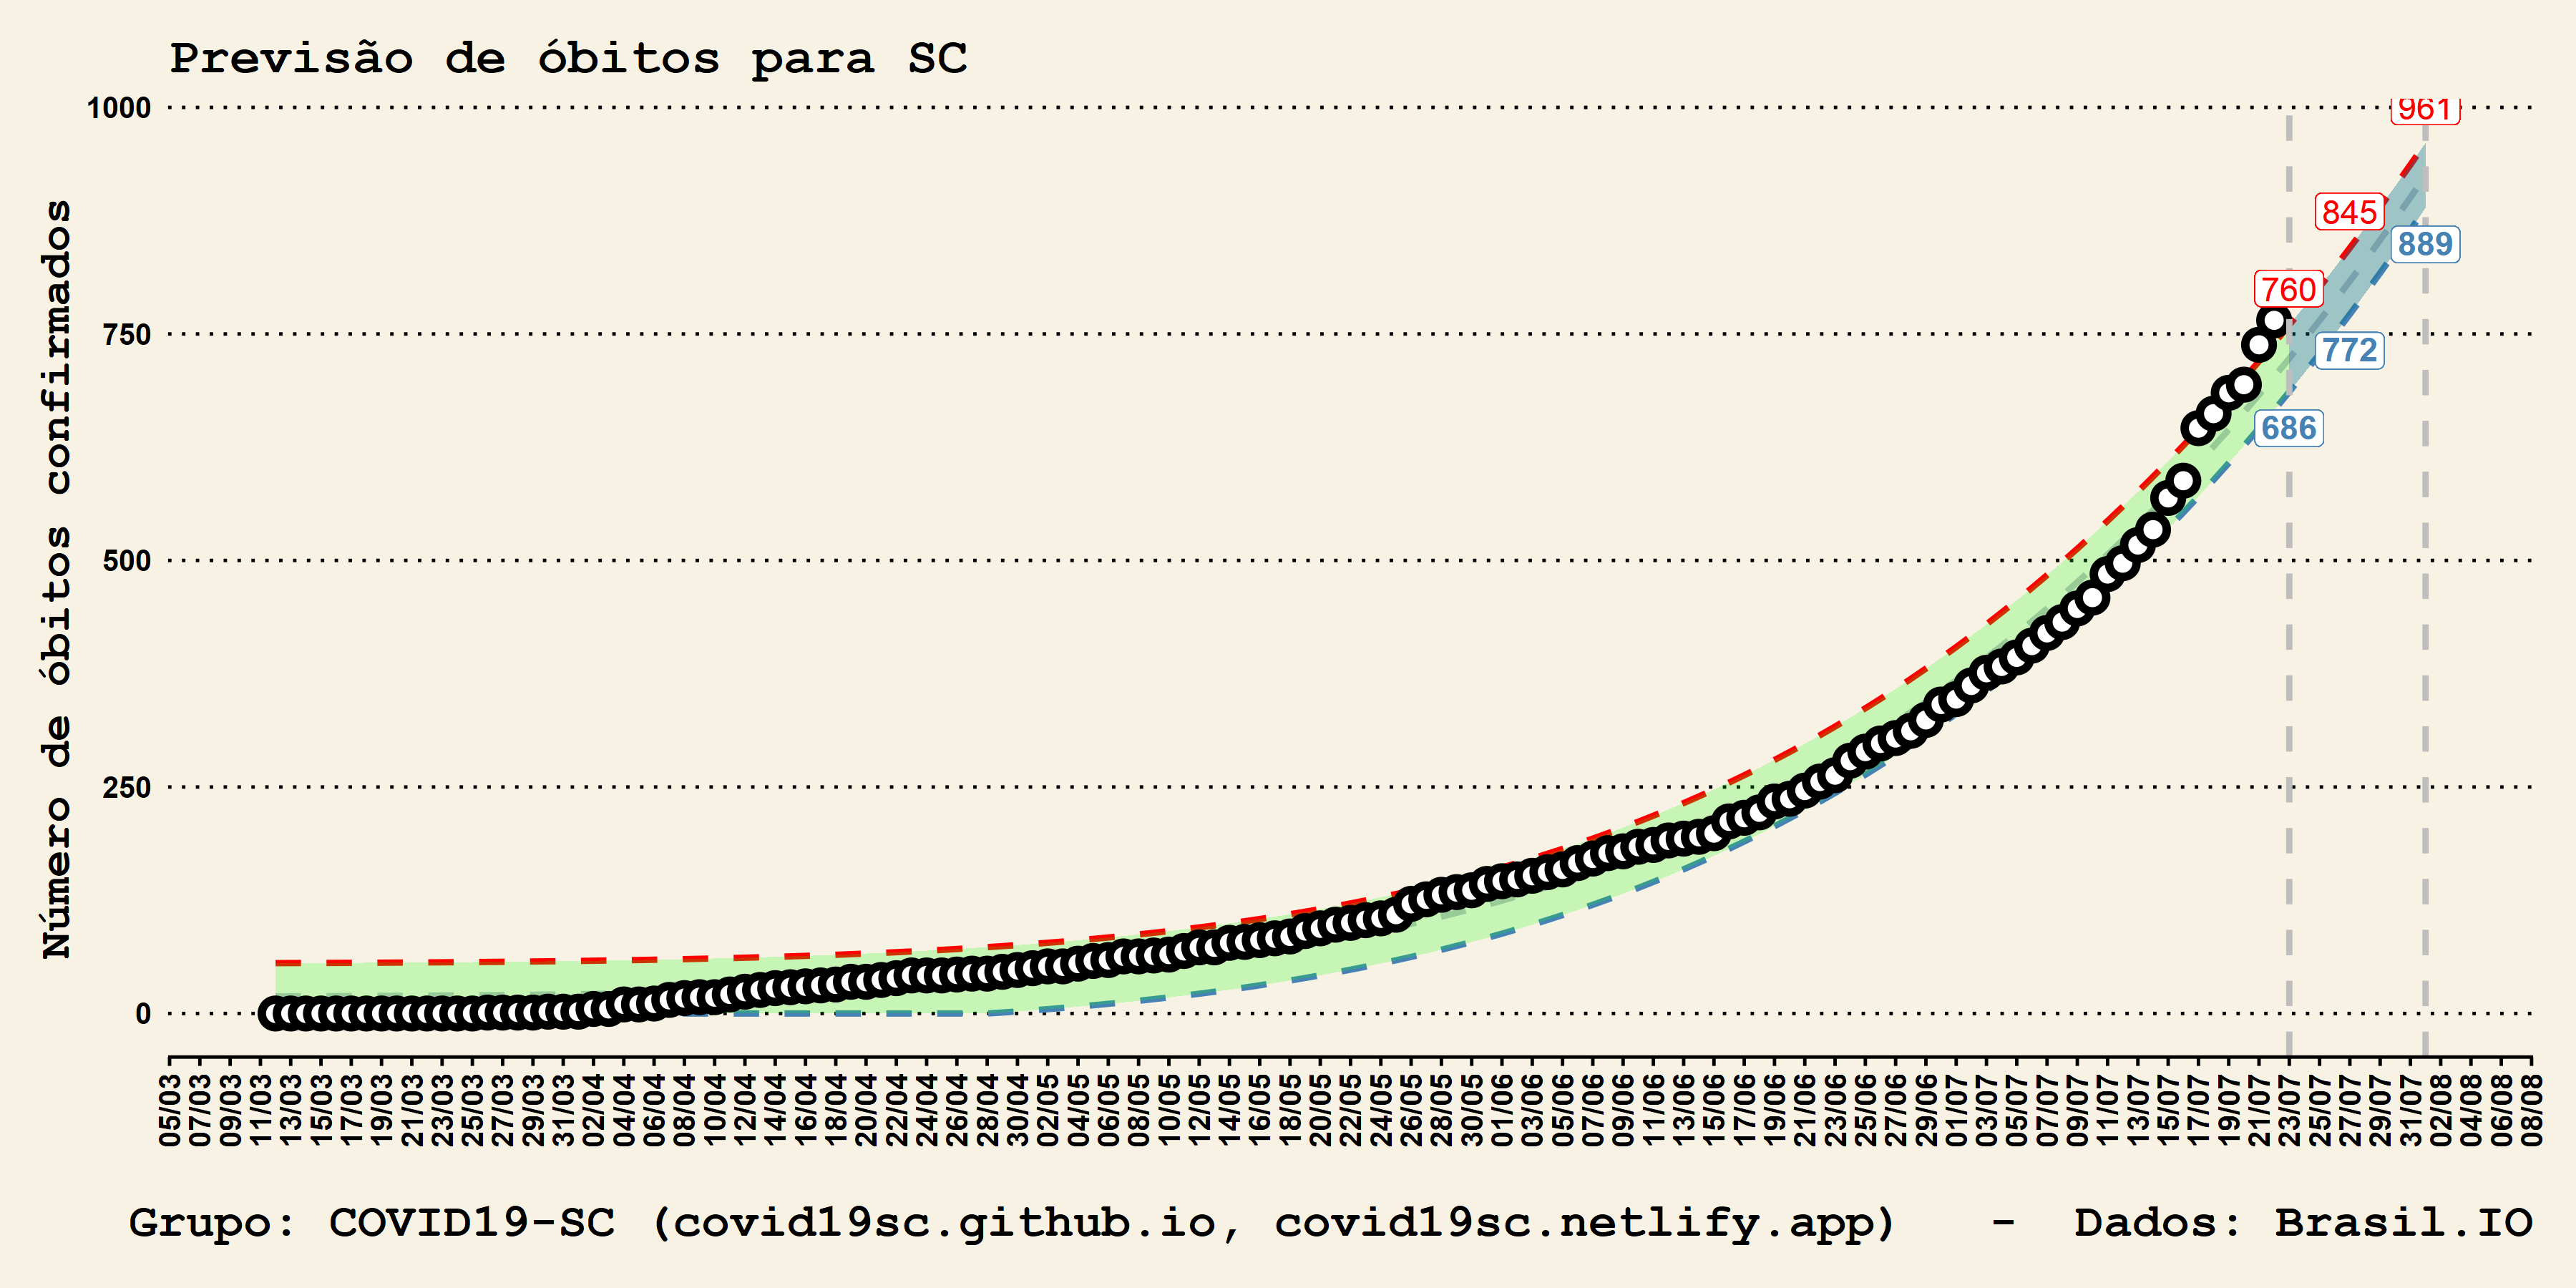 Previsão de óbitos para SC
Número de óbitos confirmados
1000
750
500
250
0
961
845
889
760
772
686
05/03 07/03 09/03 11/03 13/03 15/03 17/03 19/03 21/03 23/03 25/03 27/03 29/03 31/03 02/04 04/04 06/04 08/04 10/04 12/04 14/04 16/04 18/04 20/04 22/04 24/04 26/04 28/04 30/04 02/05 04/05 06/05 08/05 10/05 12/05 14/05 16/05 18/05 20/05 22/05 24/05 26/05 28/05 30/05 01/06 03/06 05/06 07/06 09/06 11/06 13/06 15/06 17/06 19/06 21/06 23/06 25/06 27/06 29/06 01/07 03/07 05/07 07/07 09/07 11/07 13/07 15/07 17/07 19/07 21/07 23/07 25/07 27/07 29/07 31/07 02/08 04/08 06/08 08/08
Grupo: COVID19-SC (covid19sc.github.io, covid19sc.netlify.app) - Dados: Brasil.IO